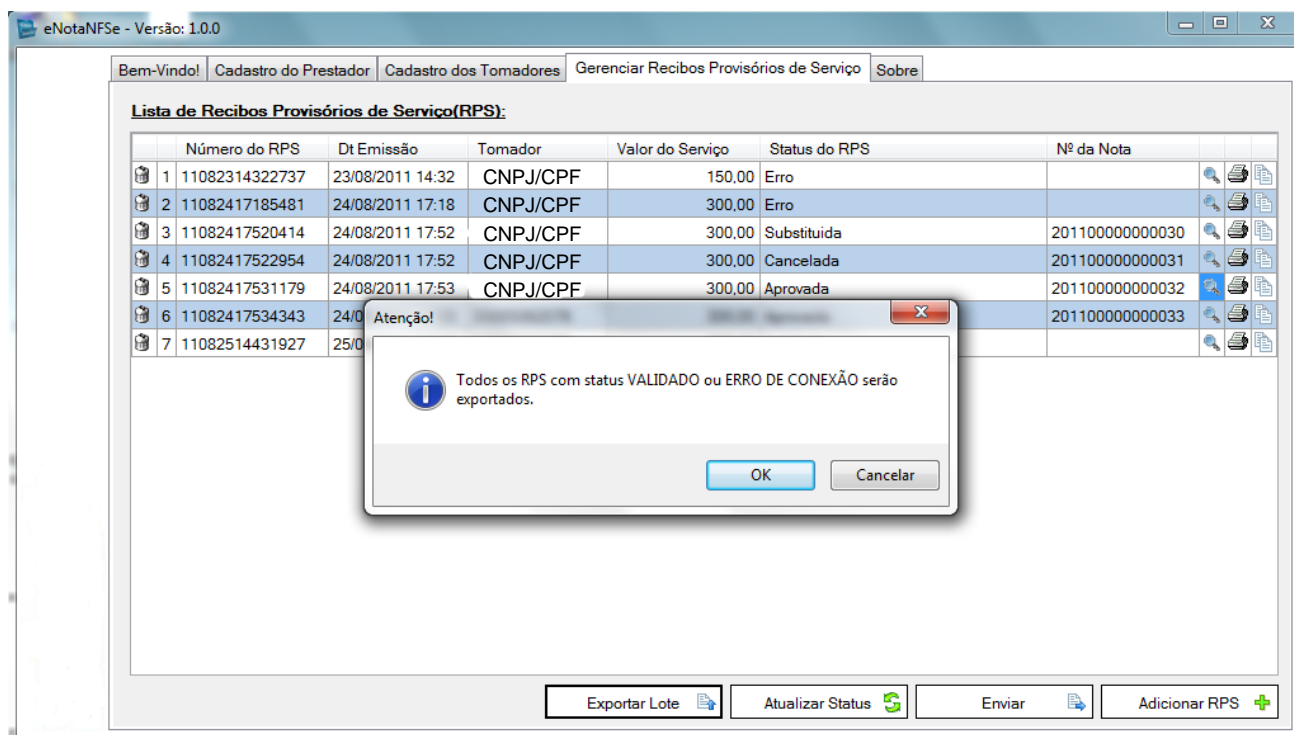 eNotaNFSe - Versão: 1.0.0
Bem-Vindo! Cadastro do Prestador Cadastro dos Tomadores Gerenciar Recibos Provisórios de Serviço Sobre
Lista de Recibos Provisórios de Serviço(RPS):
Número do RPS Dt Emissão Tomador Valor do Serviço Status do RPS Nº da Nota
1 11082314322737 23/08/2011 14:32 CNPJ/CPF 150,00 Erro
2 11082417185481 24/08/2011 17:18 CNPJ/CPF 300,00 Erro
3 11082417520414 24/08/2011 17:52 CNPJ/CPF 300,00 Substituida 201100000000030
4 11082417522954 24/08/2011 17:52 CNPJ/CPF 300,00 Cancelada 201100000000031
5 11082417531179 24/08/2011 17:53 CNPJ/CPF 300,00 Aprovada 201100000000032
6 11082417534343 24/0 201100000000033
7 11082514431927 25/0
Atenção!
Todos os RPS com status VALIDADO ou ERRO DE CONEXÃO serão
exportados.
OK Cancelar
Exportar Lote Atualizar Status Enviar Adicionar RPS